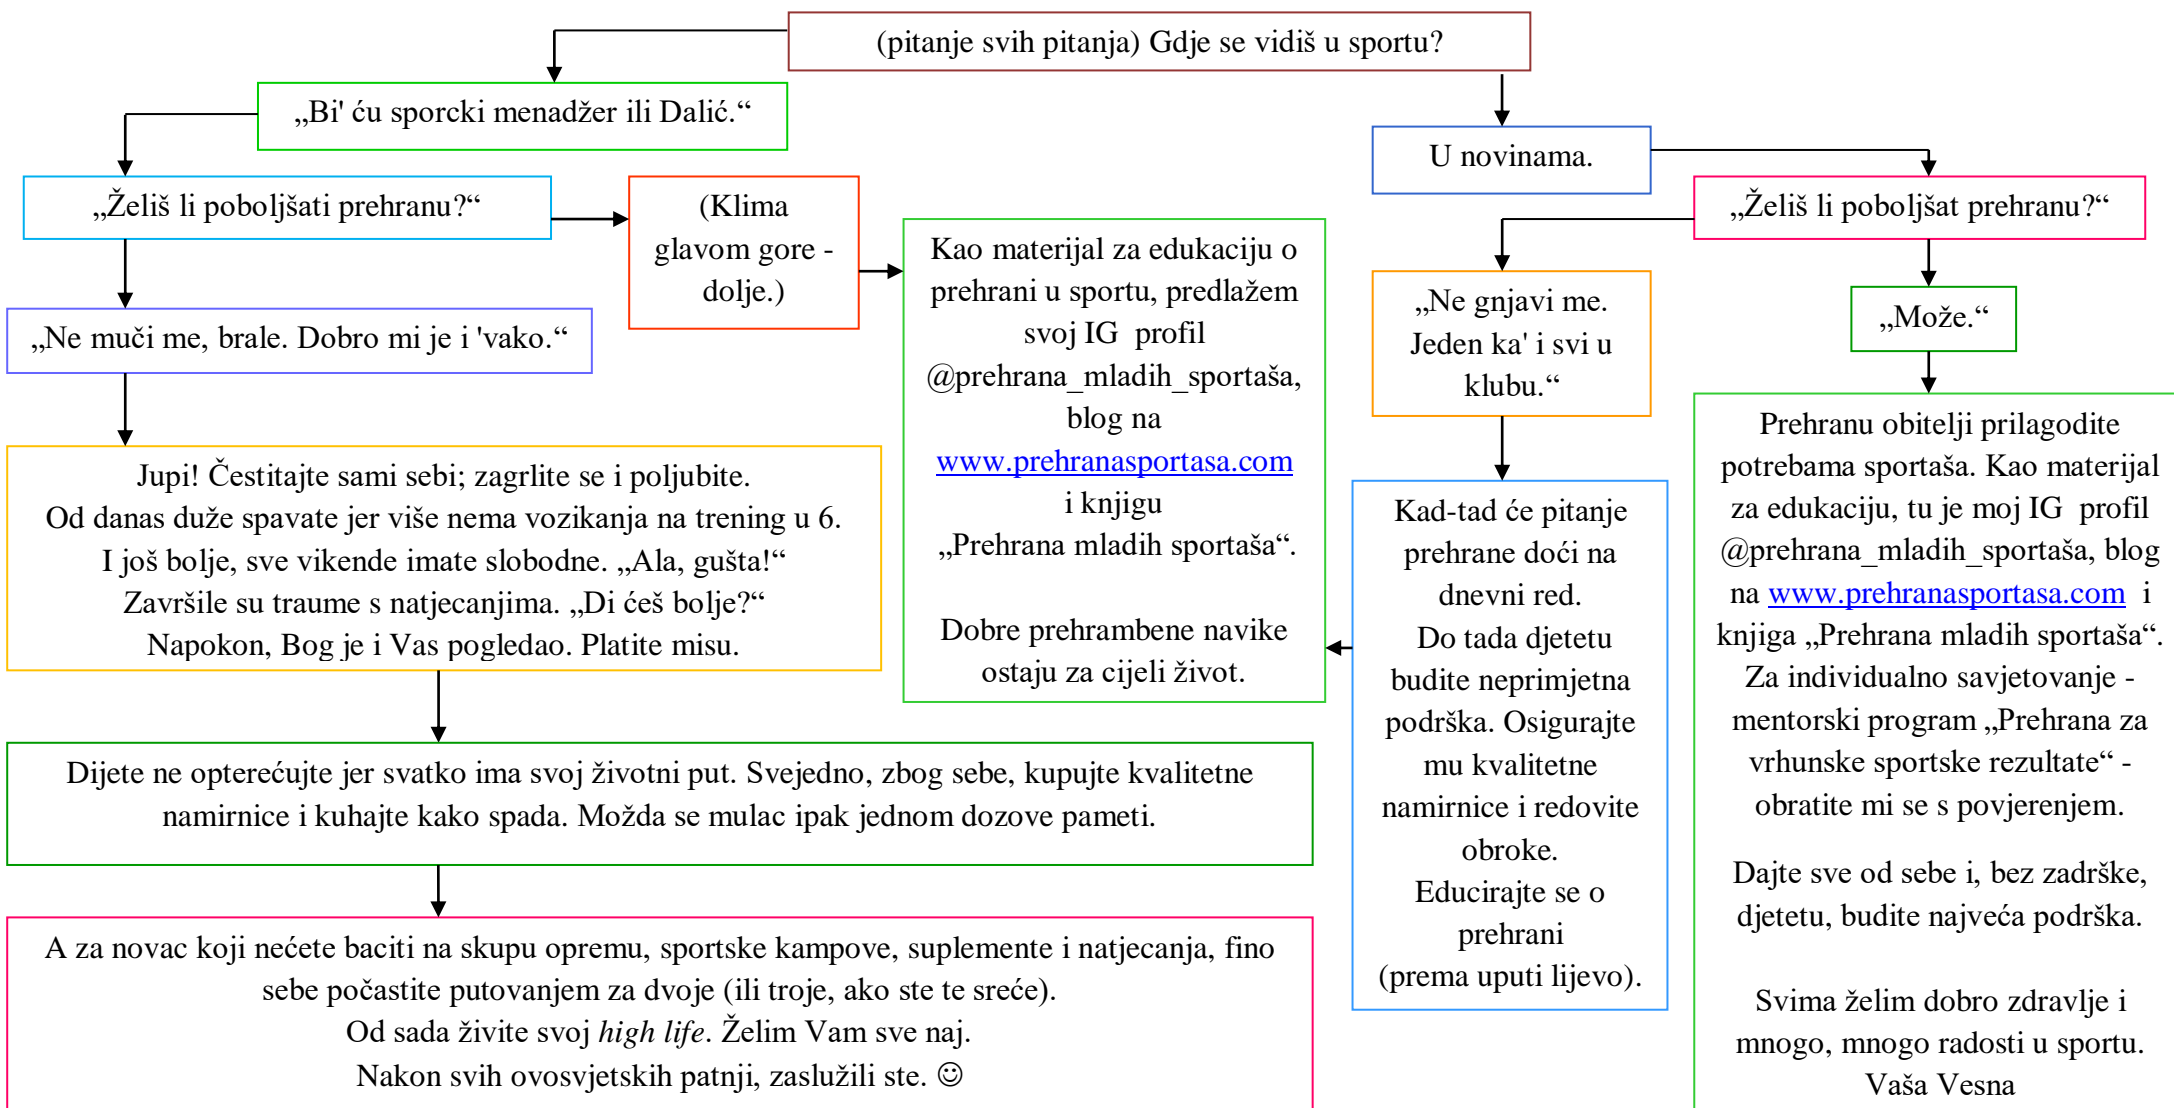 (pitanje svih pitanja) Gdje se vidiš u sportu?
„Bi' ću sporcki menadžer ili Dalić.“
„Želiš li poboljšati prehranu?“
(Klima
glavom gore -
dolje.)
„Ne muči me, brale. Dobro mi je i 'vako.“
Jupi! Čestitajte sami sebi; zagrlite se i poljubite.
Od danas duže spavate jer više nema vozikanja na trening u 6.
I još bolje, sve vikende imate slobodne. „Ala, gušta!“
Završile su traume s natjecanjima. „Di ćeš bolje?“
Napokon, Bog je i Vas pogledao. Platite misu.
Dijete ne opterećujte jer svatko ima svoj životni put. Svejedno, zbog sebe, kupujte kvalitetne
namirnice i kuhajte kako spada. Možda se mulac ipak jednom dozove pameti.
A za novac koji nećete baciti na skupu opremu, sportske kampove, suplemente i natjecanja, fino
sebe počastite putovanjem za dvoje (ili troje, ako ste te sreće).
Od sada živite svoj high life. Želim Vam sve naj.
Nakon svih ovosvjetskih patnji, zaslužili ste. ☺
Kao materijal za edukaciju o
prehrani u sportu, predlažem
svoj IG profil
@prehrana_mladih_sportaša,
blog na
www.prehranasportasa.com
i knjigu
„Prehrana mladih sportaša“.
Dobre prehrambene navike
ostaju za cijeli život.
U novinama.
„Želiš li poboljšat prehranu?“
„Ne gnjavi me.
Jeden ka' i svi u
klubu.“
Kad-tad će pitanje
prehrane doći na
dnevni red.
Do tada djetetu
budite neprimjetna
podrška. Osigurajte
mu kvalitetne
namirnice i redovite
obroke.
Educirajte se o
prehrani
(prema uputi lijevo).
„Može.“
Prehranu obitelji prilagodite
potrebama sportaša. Kao materijal
za edukaciju, tu je moj IG profil
@prehrana_mladih_sportaša, blog
na www.prehranasportasa.com i
knjiga „Prehrana mladih sportaša“.
Za individualno savjetovanje -
mentorski program „Prehrana za
vrhunske sportske rezultate“ -
obratite mi se s povjerenjem.
Dajte sve od sebe i, bez zadrške,
djetetu, budite najveća podrška.
Svima želim dobro zdravlje i
mnogo, mnogo radosti u sportu.
Vaša Vesna